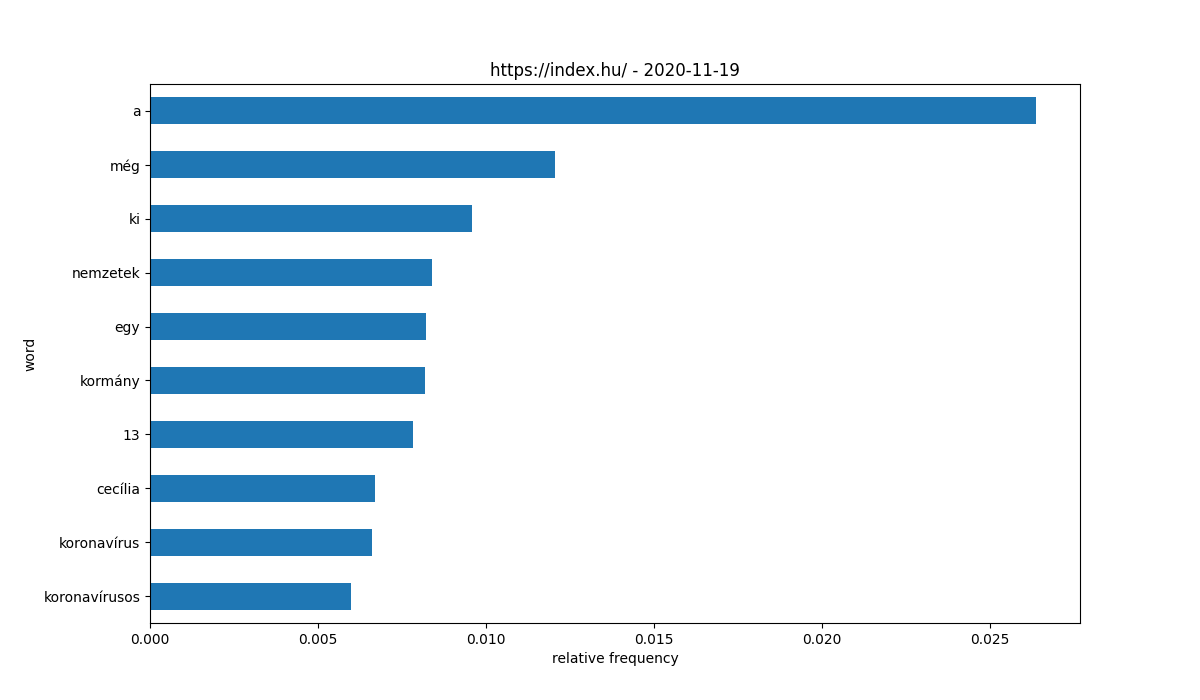 https://index.hu/ - 2020-11-19
a
még
ki
nemzetek
egy
kormány
13
cecília
koronavírus
koronavírusos
word
0.000 0.005 0.010 0.015 0.020 0.025
relative frequency